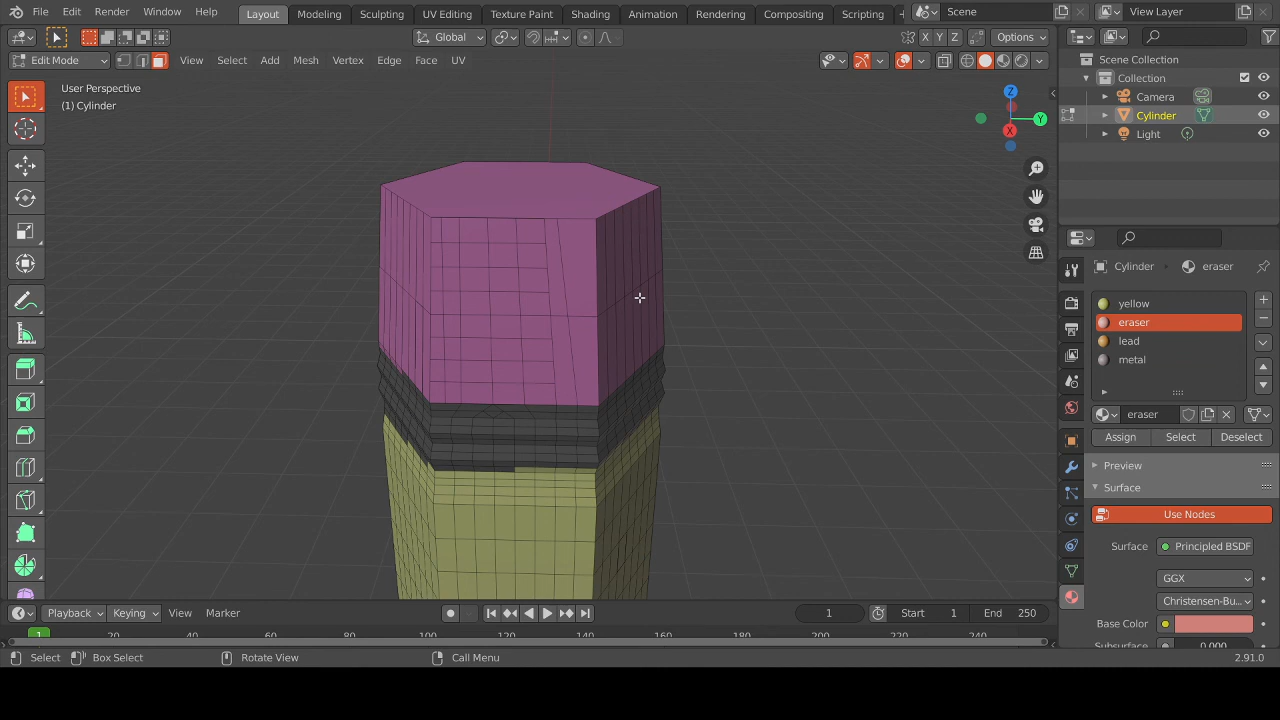 File Edit Render Window Help Layout Modeling Sculpting UV Editing Texture Paint Shading Animation Rendering Compositing Scripting + Scene View Layer
Global X Y Z Options
Edit Mode View Select Add Mesh Vertex Edge Face UV
User Perspective
(1) Cylinder
Z
Y
X
Scene Collection
Collection
Camera
Cylinder
Light
Cylinder eraser
yellow
eraser
lead
metal
eraser
Assign Select Deselect
Preview
Surface
Use Nodes
Surface Principled BSDF
GGX
Christensen-Bu...
Base Color
Subsurface 0.000
Playback Keying View Marker 1 Start 1 End 250
1 20 40 60 80 100 120 140 160 180 200 220 240
Select Box Select Rotate View Call Menu 2.91.0